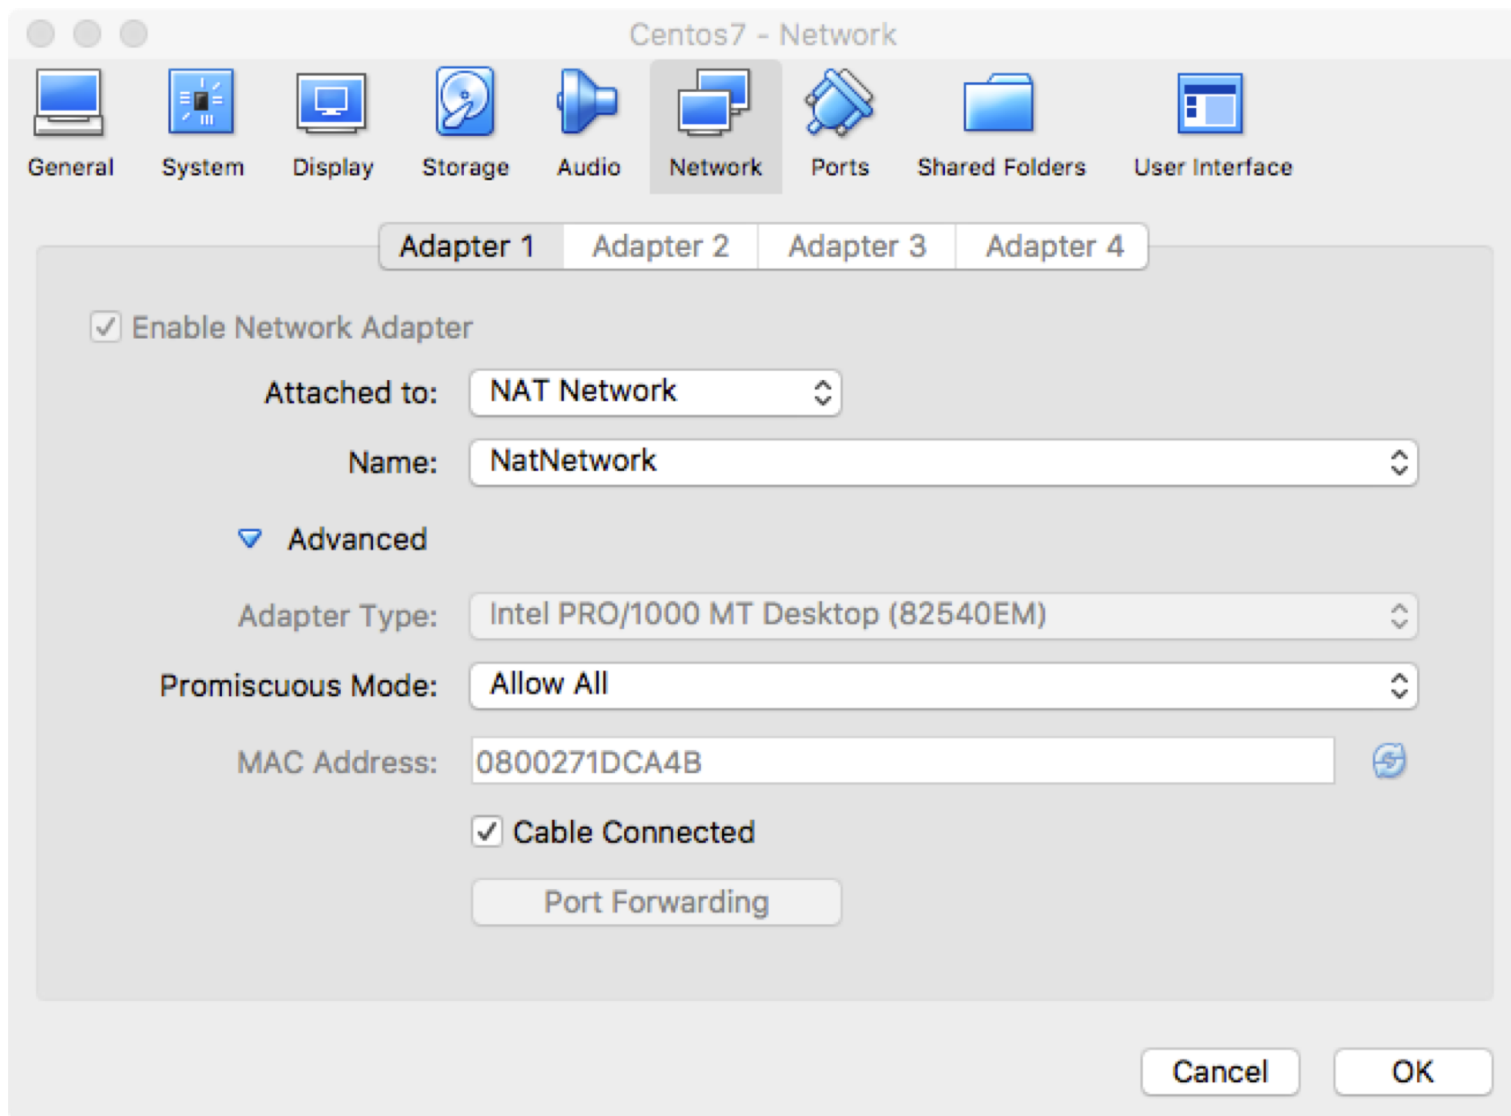 Centos7 - Network
General System Display Storage Audio Network Ports Shared Folders User Interface
Adapter 1 Adapter 2 Adapter 3 Adapter 4
Enable Network Adapter
Attached to: NAT Network
Name: NatNetwork
Advanced
Adapter Type: Intel PRO/1000 MT Desktop (82540EM)
Promiscuous Mode: Allow All
MAC Address: 0800271DCA4B
Cable Connected
Port Forwarding
Cancel OK